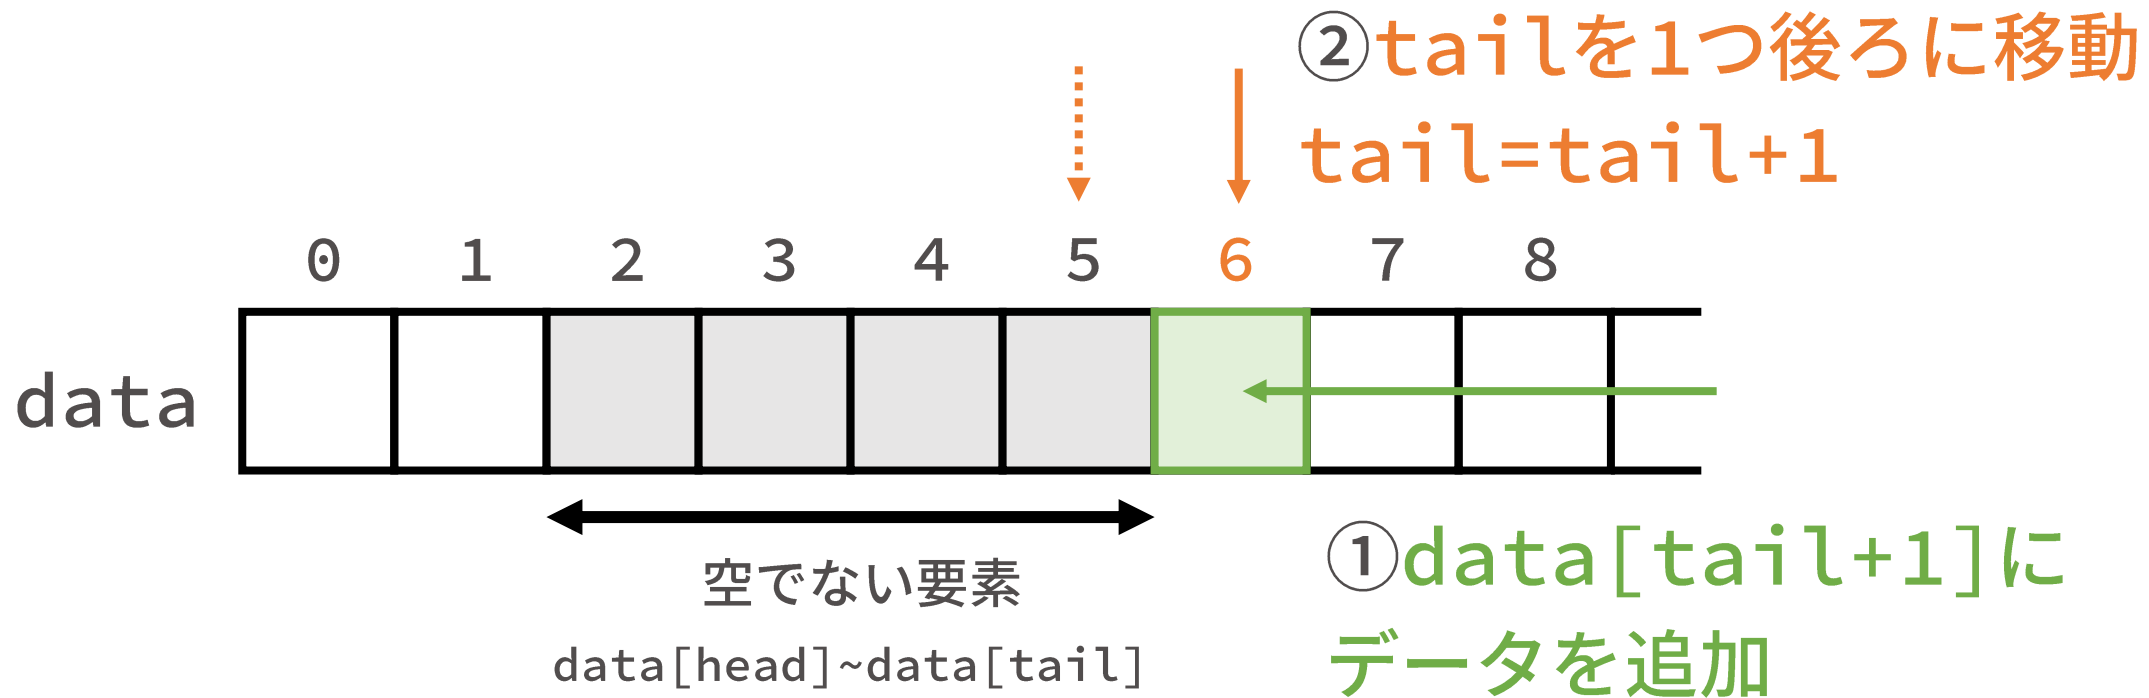 ②tailを1つ後ろに移動
tail=tail+1
0 1 2 3 4 5 6 7 8
data
空でない要素
data[head]~data[tail]
①data[tail+1]に
データを追加